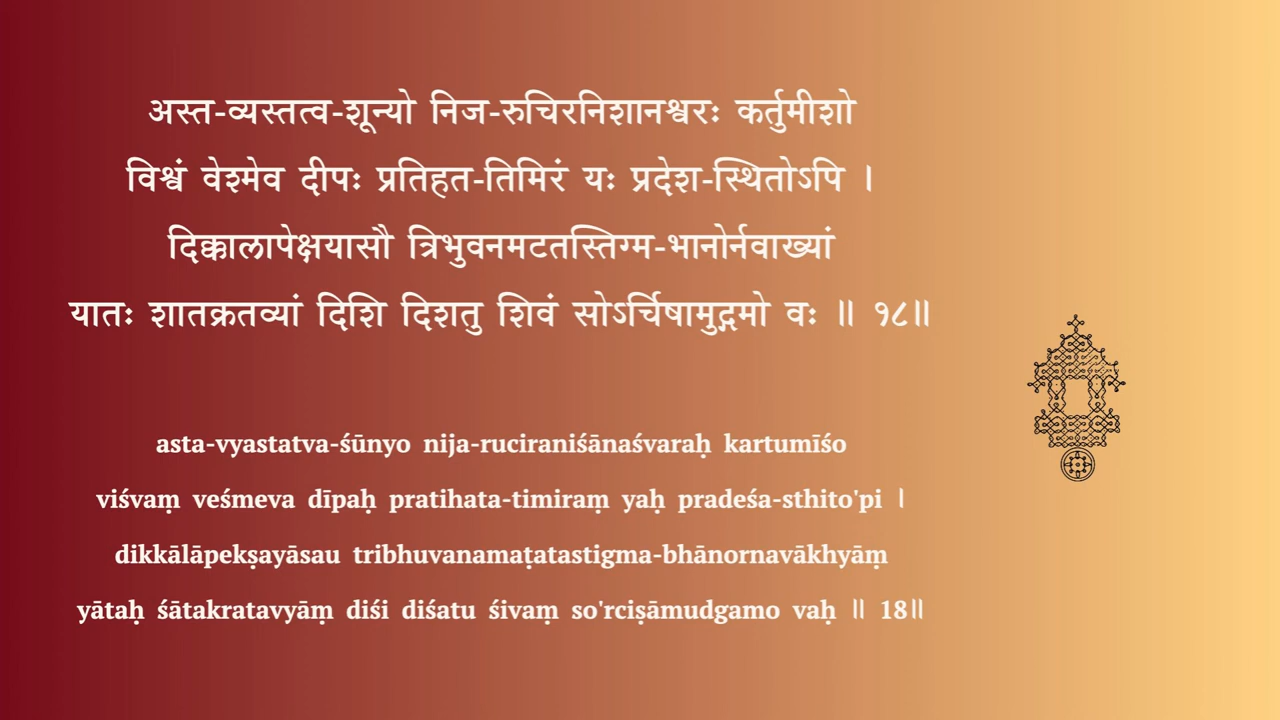 अस्त-व्यस्तत्व-शून्यो निज-रुचिरनिशानश्वरः कर्तुमीशो
विश्वं वेश्मेव दीपः प्रतिहत-तिमिरं यः प्रदेश-स्थितोऽपि ।
दिक्कालापेक्षयासौ त्रिभुवनमटतस्तिग्म-भानोर्नवाख्यां
यातः शातक्रतव्यां दिशि दिशतु शिवं सोऽर्चिषामुद्गमो वः ॥ १८॥
asta-vyastatva-śūnyo nija-ruciraniśānaśvaraḥ kartumīśo
viśvaṃ veśmeva dīpaḥ pratihata-timiraṃ yaḥ pradeśa-sthito'pi ।
dikkālāpekṣayāsau tribhuvanamaṭatastigma-bhānornavākhyāṃ
yātaḥ śātakratavyāṃ diśi diśatu śivaṃ so'rciṣāmudgamo vaḥ ॥ 18॥